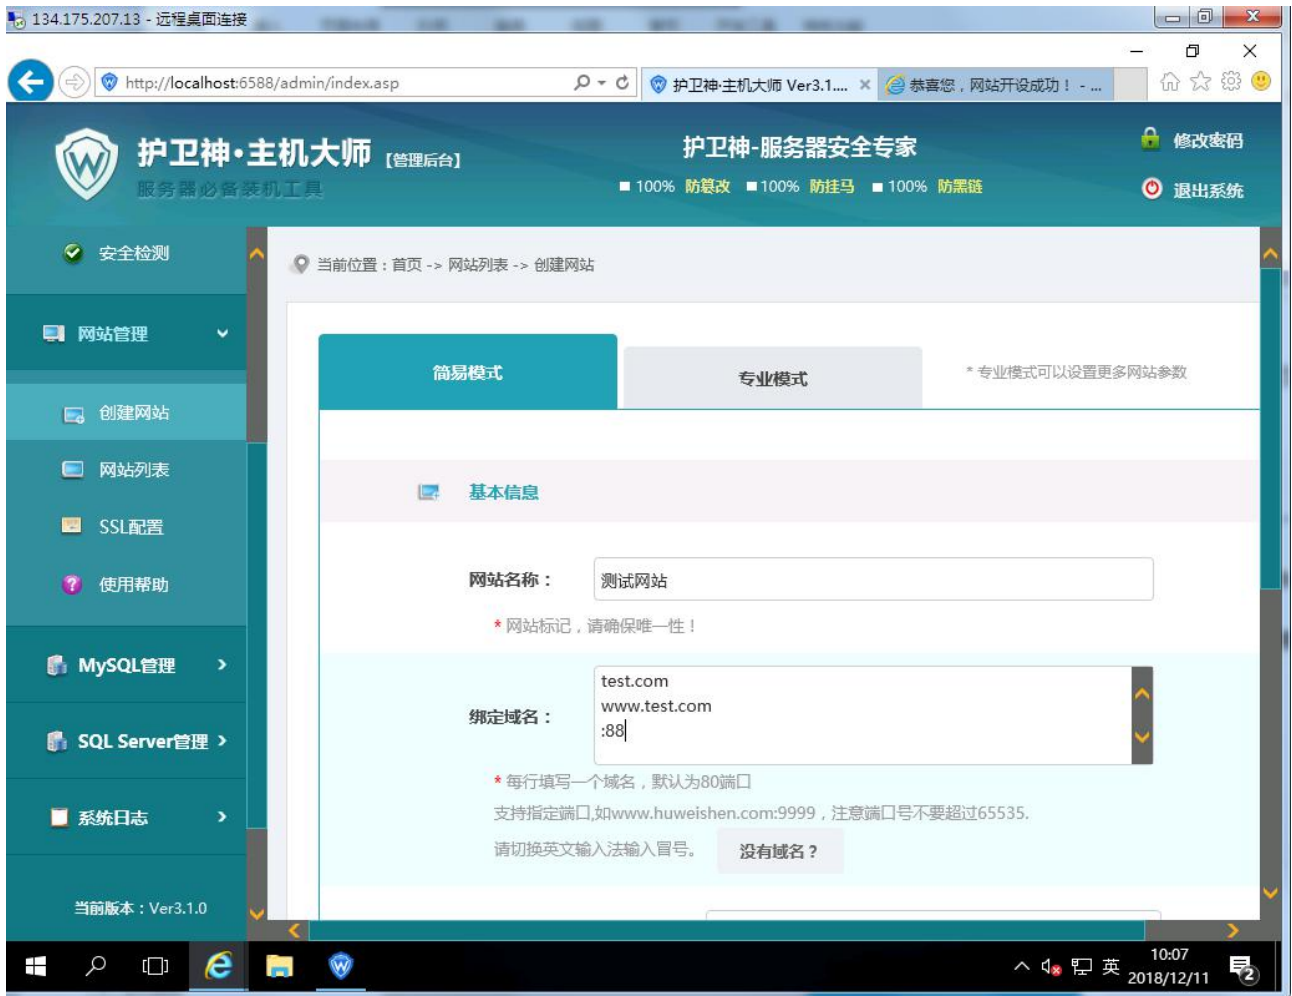 134.175.207.13 - 远程桌面连接
http://localhost:6588/admin/index.asp
护卫神·主机大师 Ver3.1....
恭喜您，网站开设成功！ - ...
护卫神·主机大师 [管理后台]
服务器必备装机工具
护卫神-服务器安全专家
100% 防篡改 100% 防挂马 100% 防黑链
修改密码
退出系统
安全检测
网站管理
创建网站
网站列表
SSL配置
使用帮助
MySQL管理
SQL Server管理
系统日志
当前版本：Ver3.1.0
当前位置：首页 -> 网站列表 -> 创建网站
简易模式
专业模式
* 专业模式可以设置更多网站参数
基本信息
网站名称：
测试网站
* 网站标记，请确保唯一性！
绑定域名：
test.com
www.test.com
:88
* 每行填写一个域名，默认为80端口
支持指定端口,如www.huweishen.com:9999，注意端口号不要超过65535.
请切换英文输入法输入冒号。
没有域名？
英
10:07
2018/12/11
2